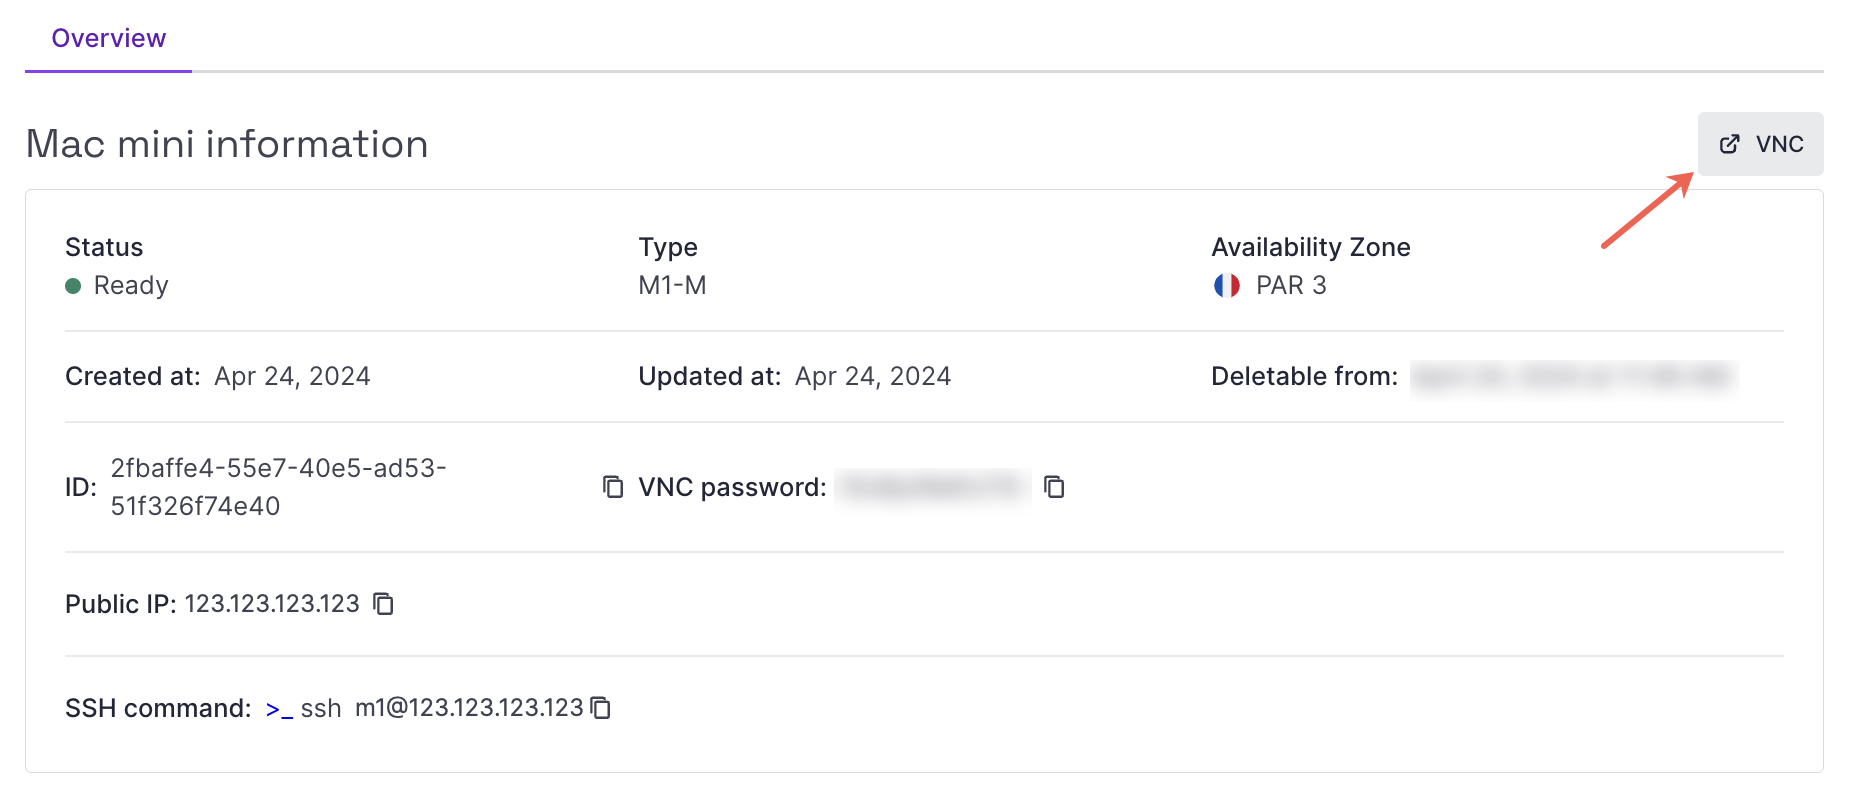 Overview
Mac mini information
VNC
Status
Type
Availability Zone
Ready
M1-M
PAR 3
Created at: Apr 24, 2024
Updated at: Apr 24, 2024
Deletable from:
ID: 2fbaffe4-55e7-40e5-ad53-
51f326f74e40
VNC password:
Public IP: 123.123.123.123
SSH command: >_ ssh m1@123.123.123.123